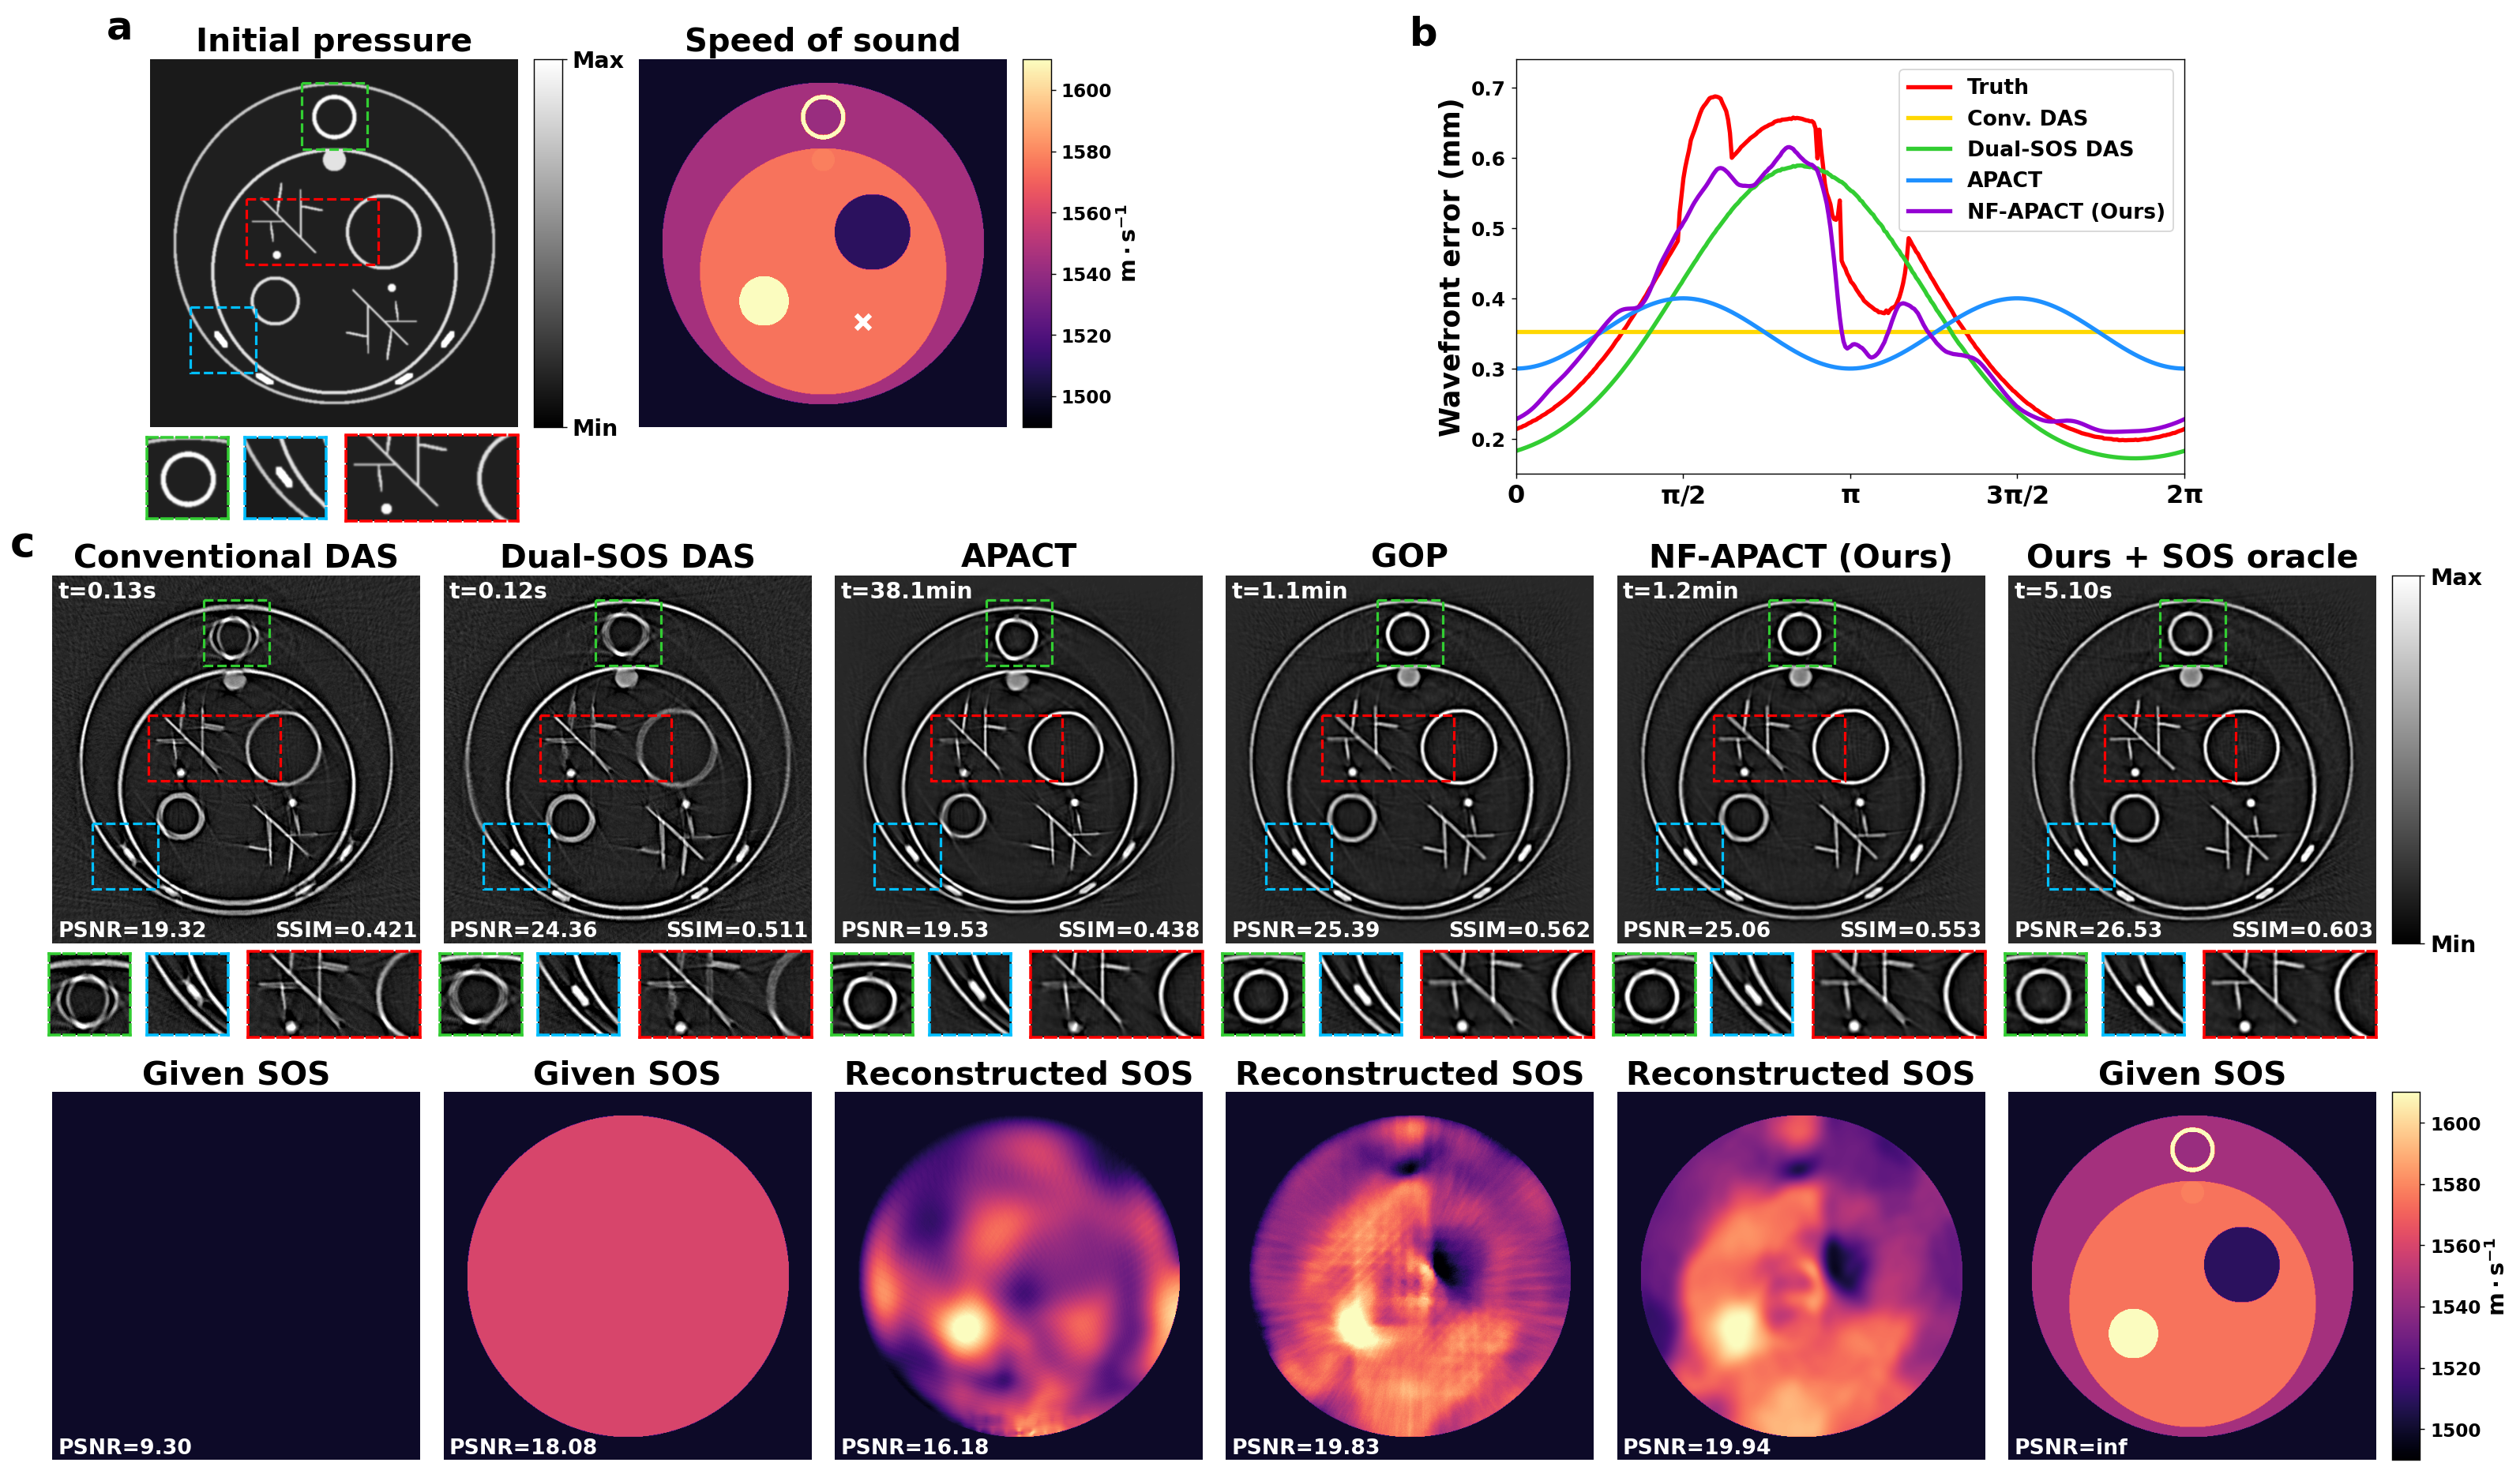 a
Initial pressure
Max
Min
Speed of sound
1600
1580
1560
1540
1520
1500
m · s⁻¹
b
Wavefront error (mm)
0.7
0.6
0.5
0.4
0.3
0.2
0
π/2
π
3π/2
2π
Truth
Conv. DAS
Dual-SOS DAS
APACT
NF-APACT (Ours)
c
Conventional DAS
t=0.13s
PSNR=19.32 SSIM=0.421
Dual-SOS DAS
t=0.12s
PSNR=24.36 SSIM=0.511
APACT
t=38.1min
PSNR=19.53 SSIM=0.438
GOP
t=1.1min
PSNR=25.39 SSIM=0.562
NF-APACT (Ours)
t=1.2min
PSNR=25.06 SSIM=0.553
Ours + SOS oracle
t=5.10s
PSNR=26.53 SSIM=0.603
Max
Min
Given SOS
PSNR=9.30
Given SOS
PSNR=18.08
Reconstructed SOS
PSNR=16.18
Reconstructed SOS
PSNR=19.83
Reconstructed SOS
PSNR=19.94
Given SOS
PSNR=inf
1600
1580
1560
1540
1520
1500
m · s⁻¹